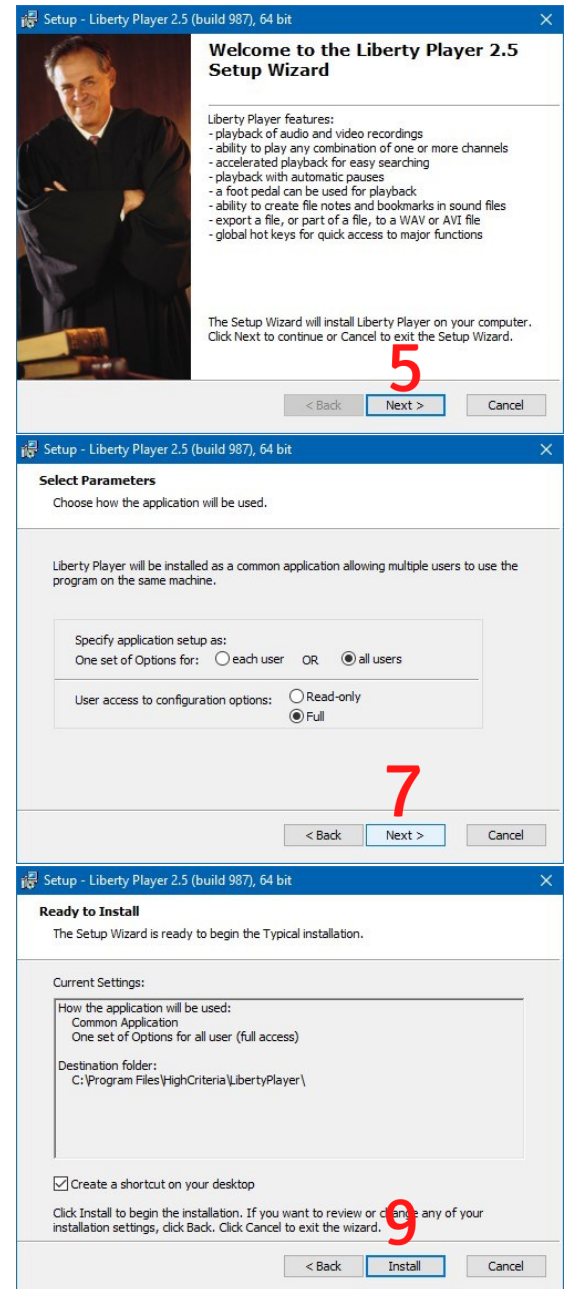 Setup - Liberty Player 2.5 (build 987), 64 bit
Welcome to the Liberty Player 2.5
Setup Wizard
Liberty Player features:
- playback of audio and video recordings
- ability to play any combination of one or more channels
- accelerated playback for easy searching
- playback with automatic pauses
- a foot pedal can be used for playback
- ability to create file notes and bookmarks in sound files
- export a file, or part of a file, to a WAV or AVI file
- global hot keys for quick access to major functions
The Setup Wizard will install Liberty Player on your computer.
Click Next to continue or Cancel to exit the Setup Wizard.
5
< Back Next > Cancel
Setup - Liberty Player 2.5 (build 987), 64 bit
Select Parameters
Choose how the application will be used.
Liberty Player will be installed as a common application allowing multiple users to use the
program on the same machine.
Specify application setup as:
One set of Options for: each user OR all users
User access to configuration options: Read-only
Full
7
< Back Next > Cancel
Setup - Liberty Player 2.5 (build 987), 64 bit
Ready to Install
The Setup Wizard is ready to begin the Typical installation.
Current Settings:
How the application will be used:
Common Application
One set of Options for all user (full access)
Destination folder:
C:\Program Files\HighCriteria\LibertyPlayer\
Create a shortcut on your desktop
Click Install to begin the installation. If you want to review or change any of your
installation settings, click Back. Click Cancel to exit the wizard.
9
< Back Install Cancel